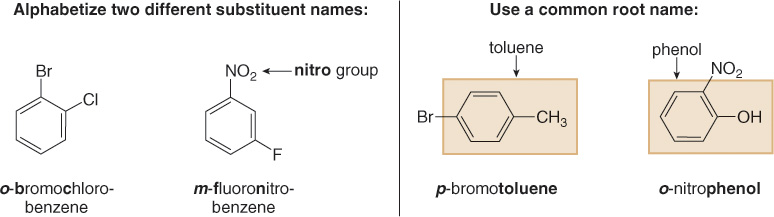 Alphabetize two different substituent names:
Br
Cl
o-bromochloro-
benzene
NO₂ ← nitro group
F
m-fluoronitro-
benzene
Use a common root name:
toluene
Br
CH₃
p-bromotoluene
phenol
NO₂
OH
o-nitrophenol